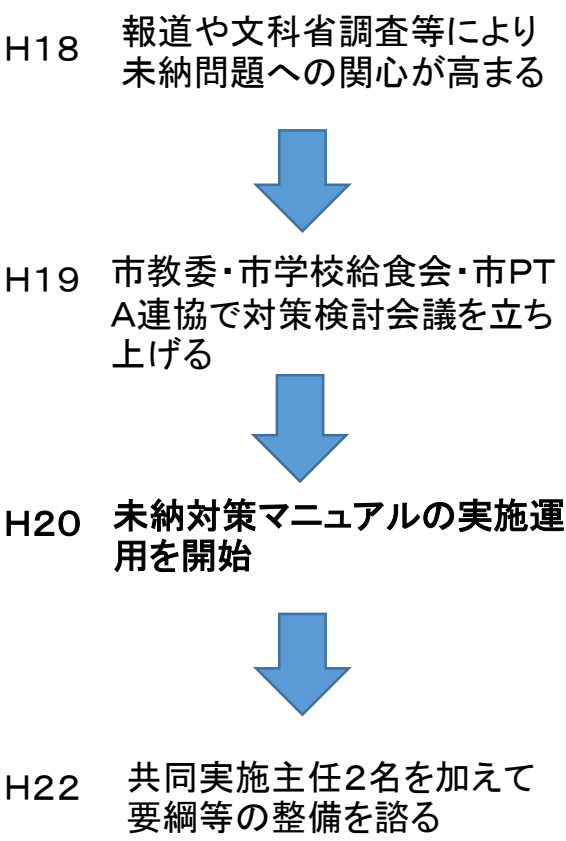 H18
報道や文科省調査等により
未納問題への関心が高まる
H19
市教委・市学校給食会・市PT
A連協で対策検討会議を立ち
上げる
H20
未納対策マニュアルの実施運
用を開始
H22
共同実施主任2名を加えて
要綱等の整備を諮る